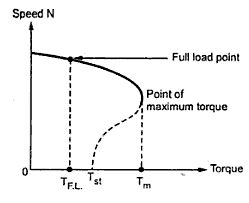 Speed N
Full load point
Point of
maximum torque
0
T_F.L.
T_st
T_m
Torque